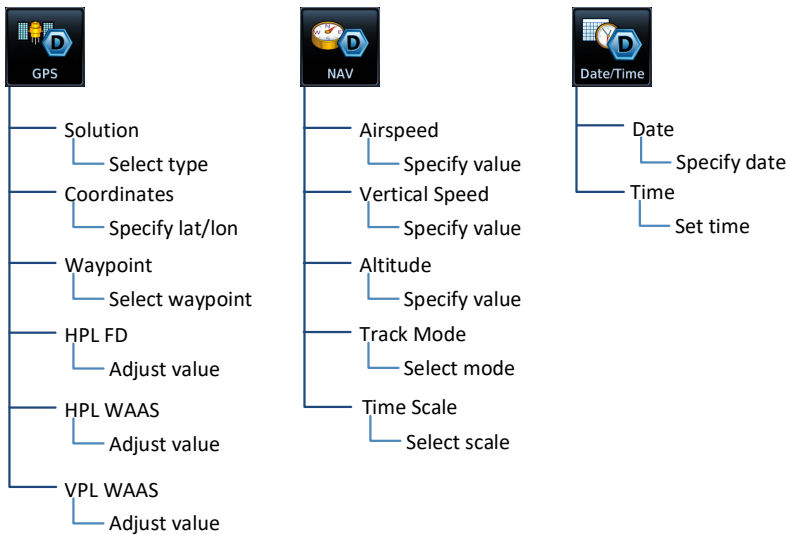 D
GPS
Solution
Select type
Coordinates
Specify lat/lon
Waypoint
Select waypoint
HPL FD
Adjust value
HPL WAAS
Adjust value
VPL WAAS
Adjust value
N
E
S
W
D
NAV
Airspeed
Specify value
Vertical Speed
Specify value
Altitude
Specify value
Track Mode
Select mode
Time Scale
Select scale
D
Date/Time
Date
Specify date
Time
Set time